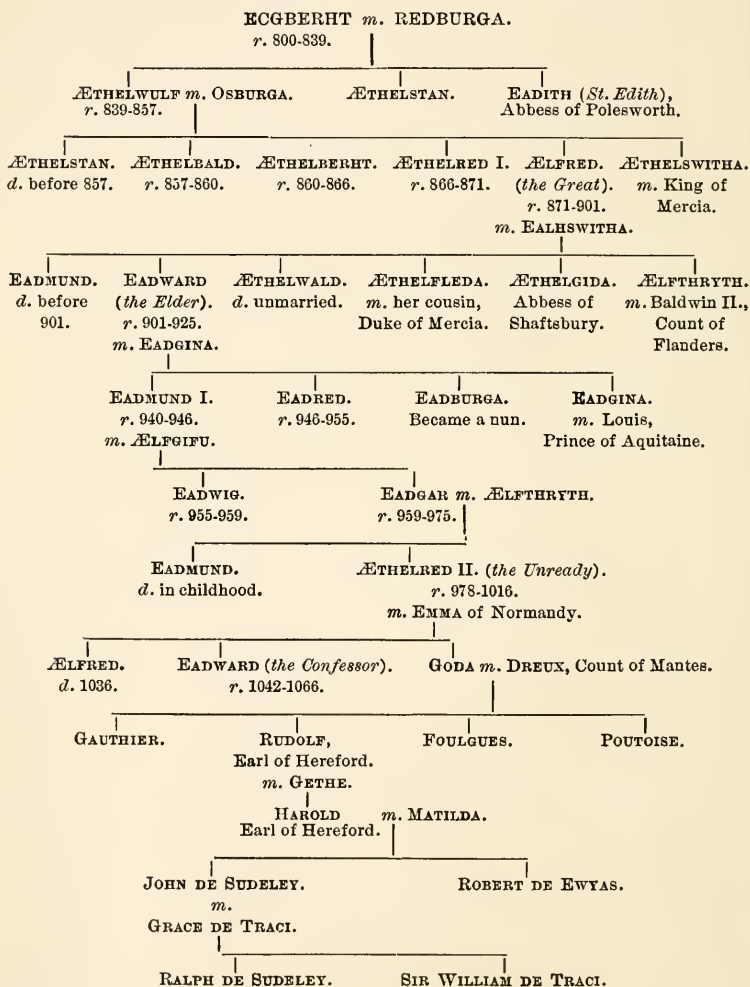 ECGBERHT m. REDBURGA.
r. 800-839.
ÆTHELWULF m. OSBURGA. ÆTHELSTAN. EADITH (St. Edith),
r. 839-857. Abbess of Polesworth.
ÆTHELSTAN. ÆTHELBALD. ÆTHELBERHT. ÆTHELRED I. ÆLFRED. ÆTHELSWITHA.
d. before 857. r. 857-860. r. 860-866. r. 866-871. (the Great). m. King of
r. 871-901. Mercia.
m. EALHSWITHA.
EADMUND. EADWARD ÆTHELWALD. ÆTHELFLEDA. ÆTHELGIDA. ÆLFTHRYTH.
d. before (the Elder). d. unmarried. m. her cousin, Abbess of m. Baldwin II.,
901. r. 901-925. Duke of Mercia. Shaftsbury. Count of
m. EADGINA. Flanders.
EADMUND I. EADRED. EADBURGA. EADGINA.
r. 940-946. r. 946-955. Became a nun. m. Louis,
m. ÆLFGIFU. Prince of Aquitaine.
EADWIG. EADGAR m. ÆLFTHRYTH.
r. 955-959. r. 959-975.
EADMUND. ÆTHELRED II. (the Unready).
d. in childhood. r. 978-1016.
m. EMMA of Normandy.
ÆLFRED. EADWARD (the Confessor). GODA m. DREUX, Count of Mantes.
d. 1036. r. 1042-1066.
GAUTHIER. RUDOLF, FOULGUES. POUTOISE.
Earl of Hereford.
m. GETHE.
HAROLD m. MATILDA.
Earl of Hereford.
JOHN DE SUDELEY. ROBERT DE EWYAS.
m.
GRACE DE TRACI.
RALPH DE SUDELEY. SIR WILLIAM DE TRACI.